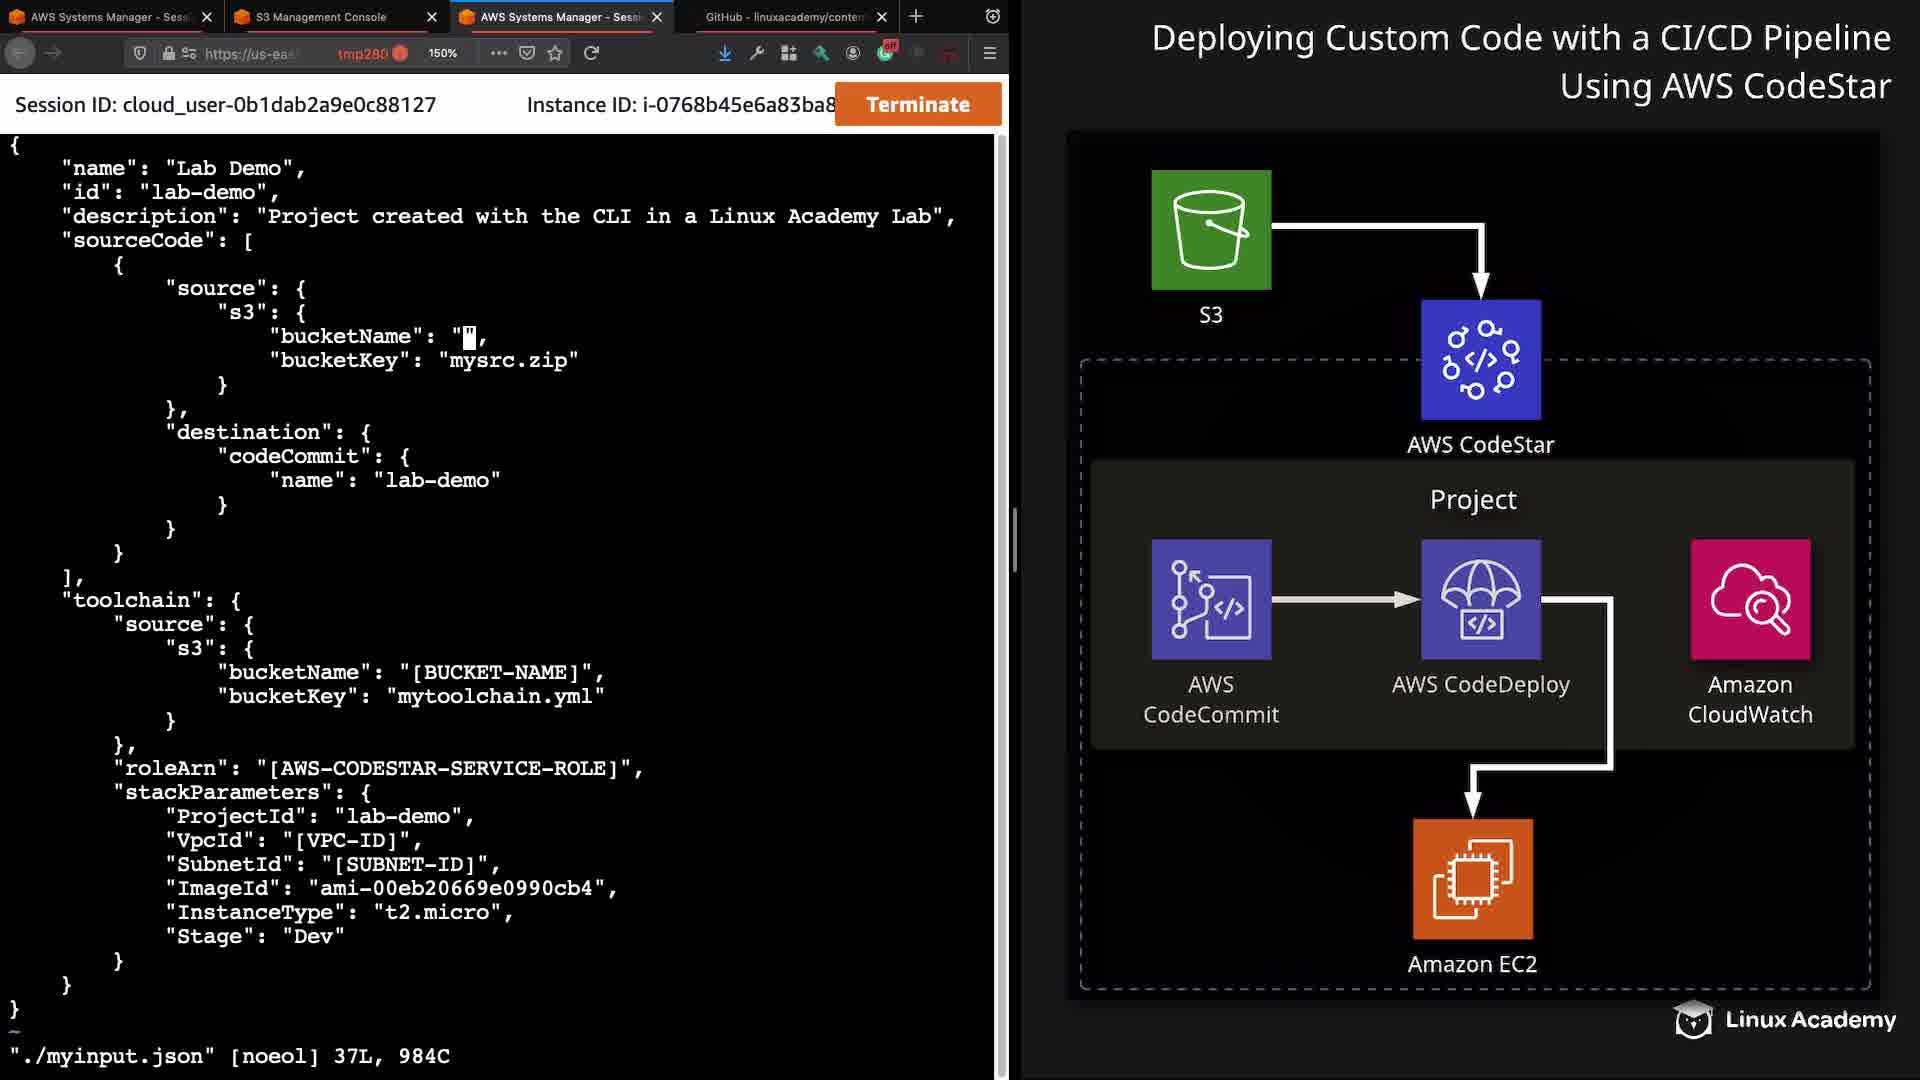 AWS Systems Manager - Sessi
S3 Management Console
AWS Systems Manager - Sessi
GitHub - linuxacademy/conten
https://us-eas
tmp280
150%
off
Session ID: cloud_user-0b1dab2a9e0c88127
Instance ID: i-0768b45e6a83ba8
Terminate
{
"name": "Lab Demo",
"id": "lab-demo",
"description": "Project created with the CLI in a Linux Academy Lab",
"sourceCode": [
{
"source": {
"s3": {
"bucketName": "",
"bucketKey": "mysrc.zip"
}
},
"destination": {
"codeCommit": {
"name": "lab-demo"
}
}
}
],
"toolchain": {
"source": {
"s3": {
"bucketName": "[BUCKET-NAME]",
"bucketKey": "mytoolchain.yml"
}
},
"roleArn": "[AWS-CODESTAR-SERVICE-ROLE]",
"stackParameters": {
"ProjectId": "lab-demo",
"VpcId": "[VPC-ID]",
"SubnetId": "[SUBNET-ID]",
"ImageId": "ami-00eb20669e0990cb4",
"InstanceType": "t2.micro",
"Stage": "Dev"
}
}
}
~
"./myinput.json" [noeol] 37L, 984C
Deploying Custom Code with a CI/CD Pipeline
Using AWS CodeStar
S3
AWS CodeStar
Project
AWS
CodeCommit
AWS CodeDeploy
Amazon
CloudWatch
Amazon EC2
Linux Academy